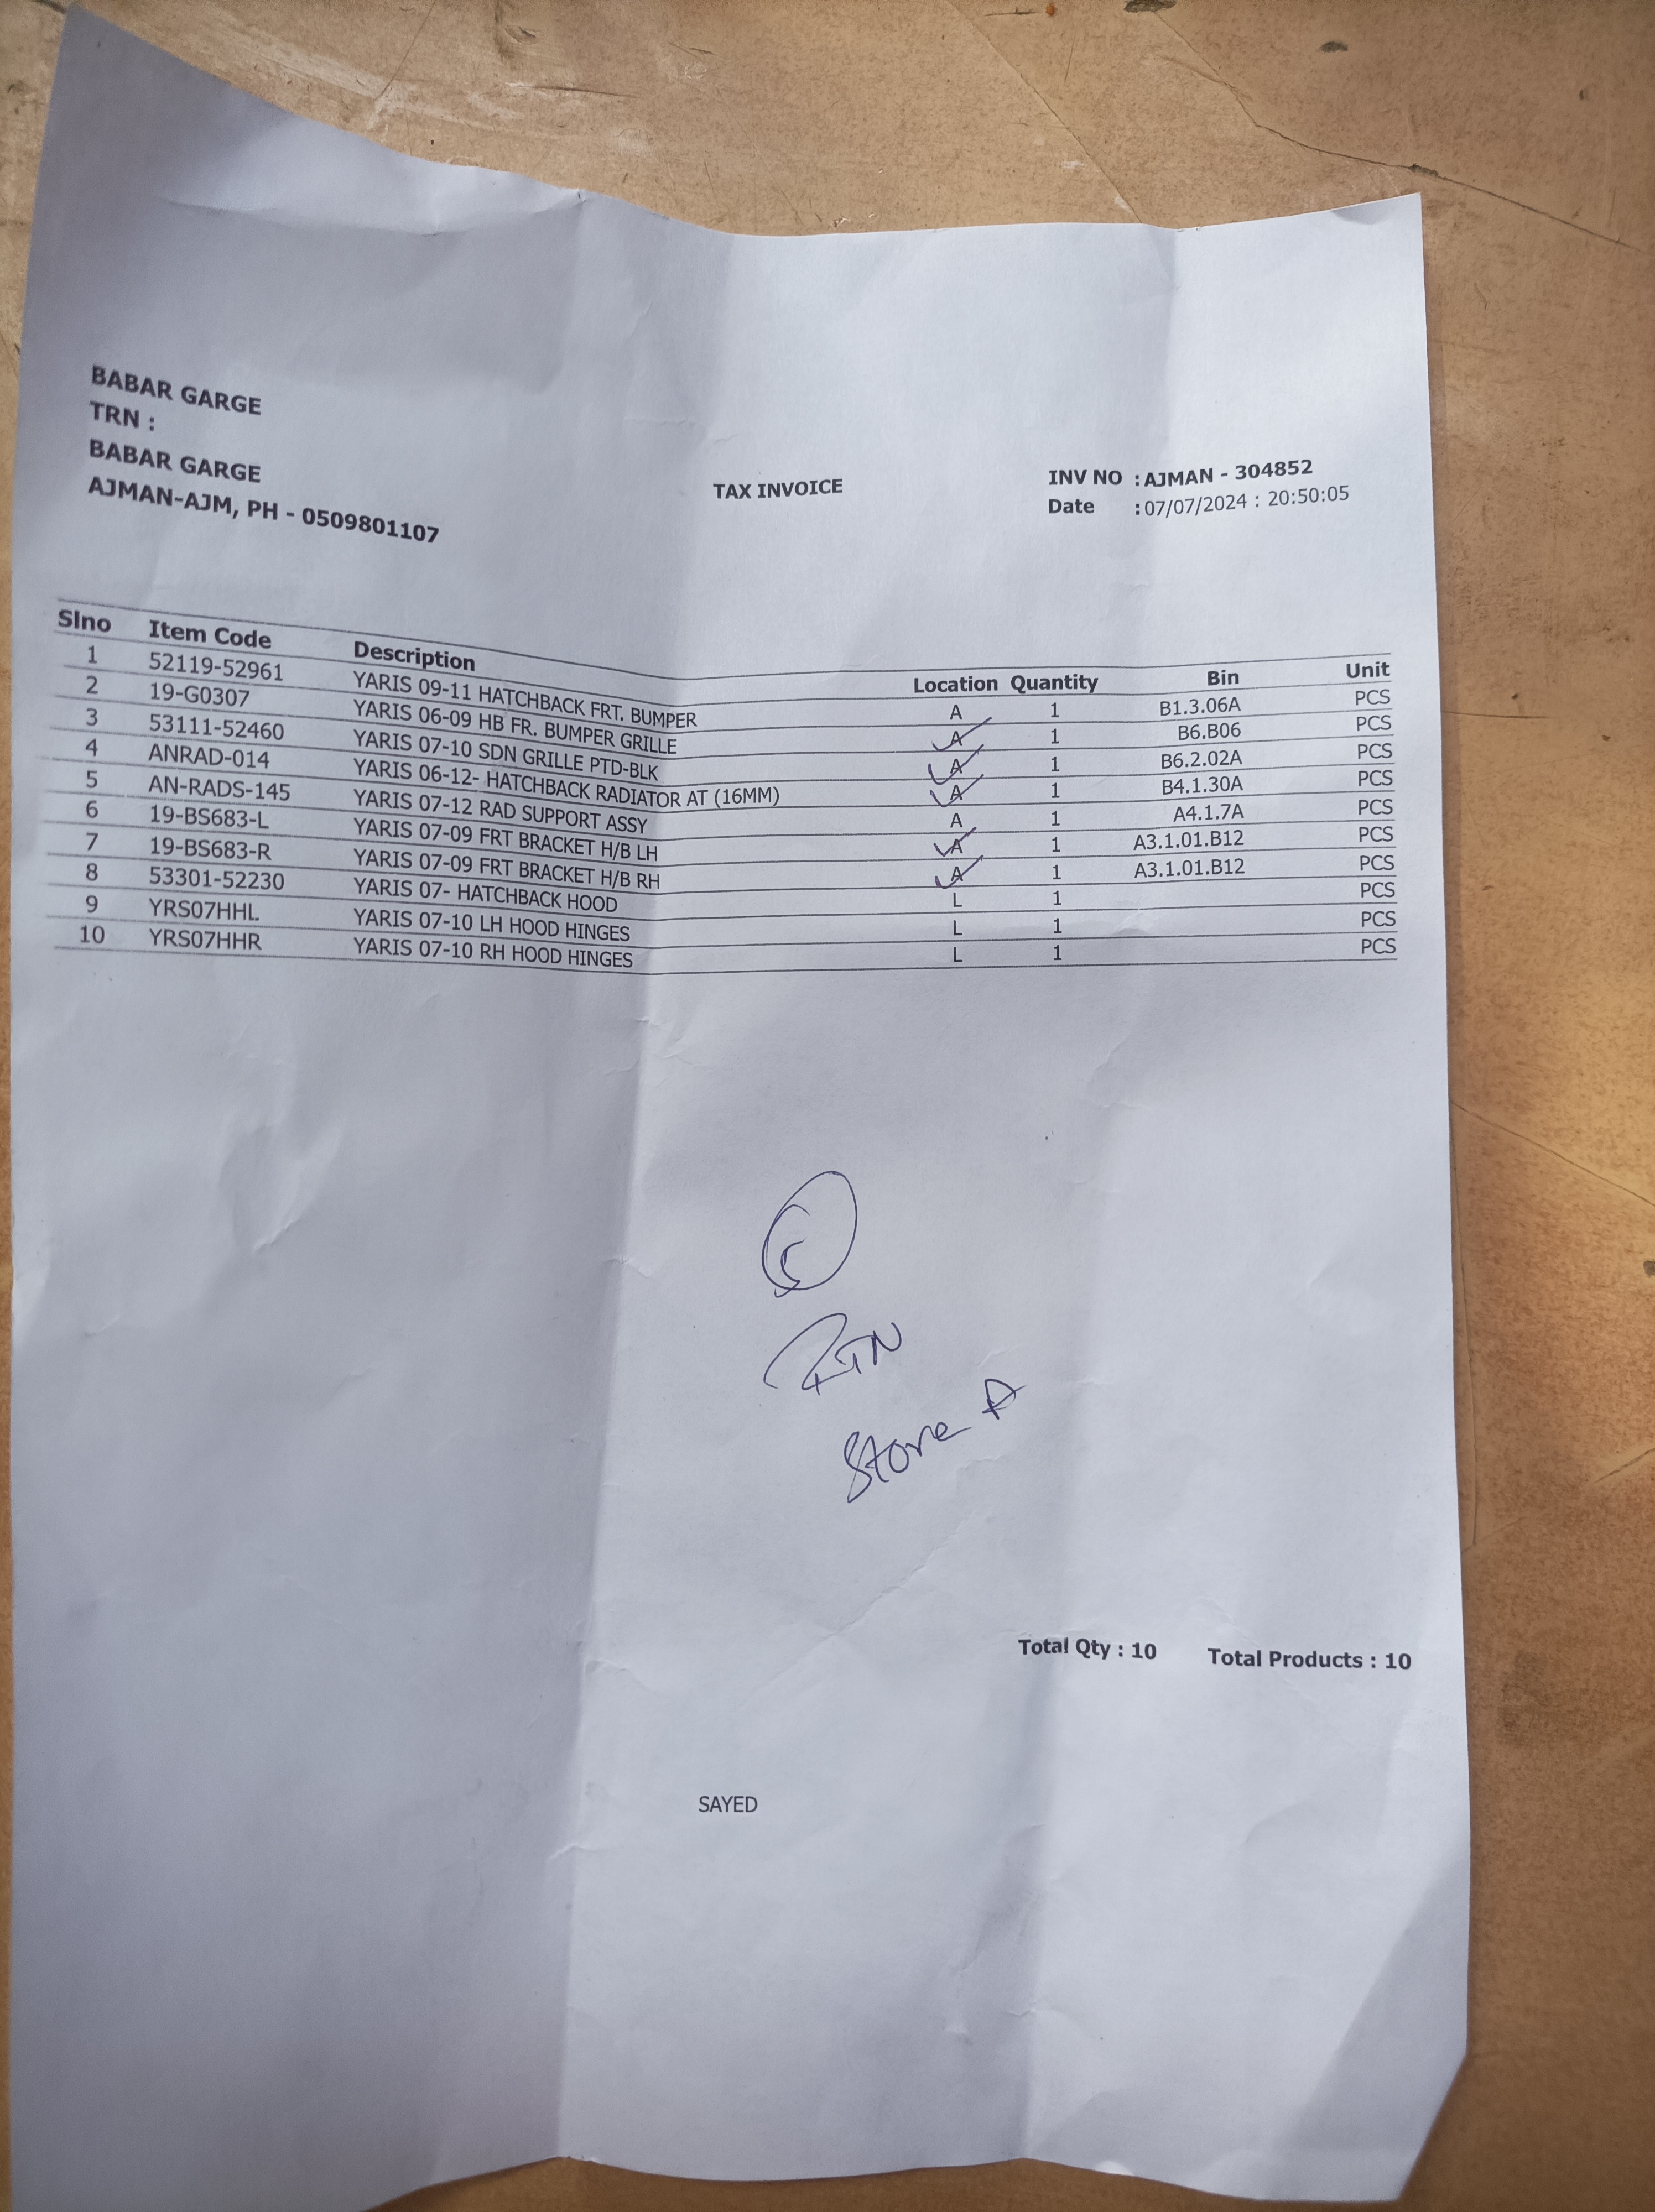 BABAR GARGE
TRN :
BABAR GARGE
AJMAN-AJM, PH - 0509801107
TAX INVOICE
INV NO : AJMAN - 304852
Date : 07/07/2024 : 20:50:05
Slno Item Code Description Location Quantity Bin Unit
1 52119-52961 YARIS 09-11 HATCHBACK FRT. BUMPER A 1 B1.3.06A PCS
2 19-G0307 YARIS 06-09 HB FR. BUMPER GRILLE A 1 B6.B06 PCS
3 53111-52460 YARIS 07-10 SDN GRILLE PTD-BLK A 1 B6.2.02A PCS
4 ANRAD-014 YARIS 06-12- HATCHBACK RADIATOR AT (16MM) A 1 B4.1.30A PCS
5 AN-RADS-145 YARIS 07-12 RAD SUPPORT ASSY A 1 A4.1.7A PCS
6 19-BS683-L YARIS 07-09 FRT BRACKET H/B LH A 1 A3.1.01.B12 PCS
7 19-BS683-R YARIS 07-09 FRT BRACKET H/B RH A 1 A3.1.01.B12 PCS
8 53301-52230 YARIS 07- HATCHBACK HOOD L 1 PCS
9 YRS07HHL YARIS 07-10 LH HOOD HINGES L 1 PCS
10 YRS07HHR YARIS 07-10 RH HOOD HINGES L 1 PCS
RTN
Store A
Total Qty : 10 Total Products : 10
SAYED